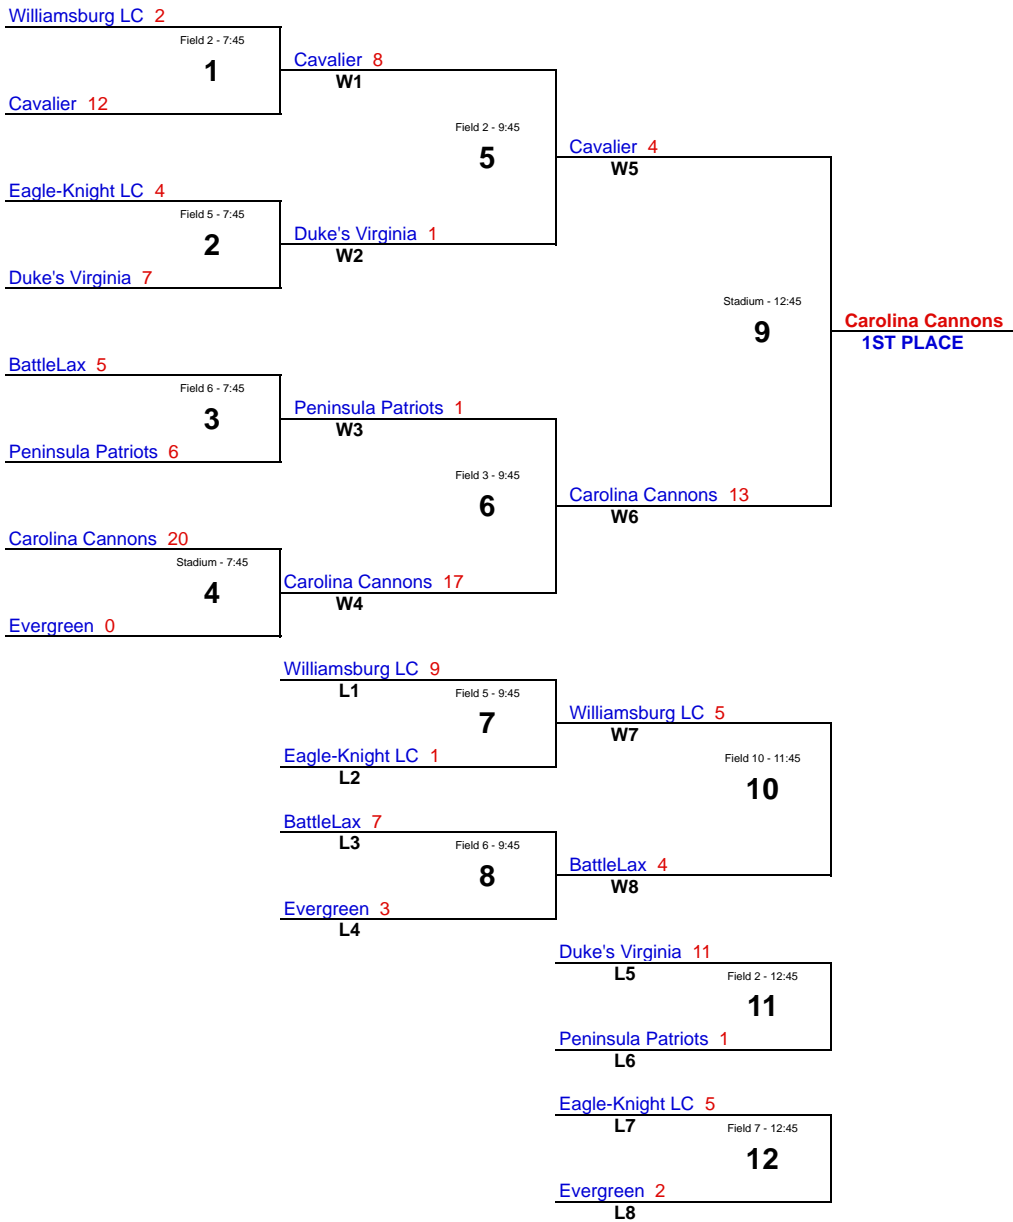 Williamsburg LC 2
Field 2 - 7:45
1
Cavalier 12
Cavalier 8
W1
Field 2 - 9:45
5
Eagle-Knight LC 4
Field 5 - 7:45
2
Duke's Virginia 7
Duke's Virginia 1
W2
Cavalier 4
W5
Stadium - 12:45
9
Carolina Cannons
1ST PLACE
BattleLax 5
Field 6 - 7:45
3
Peninsula Patriots 6
Peninsula Patriots 1
W3
Field 3 - 9:45
6
Carolina Cannons 13
W6
Carolina Cannons 20
Stadium - 7:45
4
Evergreen 0
Carolina Cannons 17
W4
Williamsburg LC 9
L1
Field 5 - 9:45
7
Eagle-Knight LC 1
L2
Williamsburg LC 5
W7
Field 10 - 11:45
10
BattleLax 7
L3
Field 6 - 9:45
8
Evergreen 3
L4
BattleLax 4
W8
Duke's Virginia 11
L5
Field 2 - 12:45
11
Peninsula Patriots 1
L6
Eagle-Knight LC 5
L7
Field 7 - 12:45
12
Evergreen 2
L8